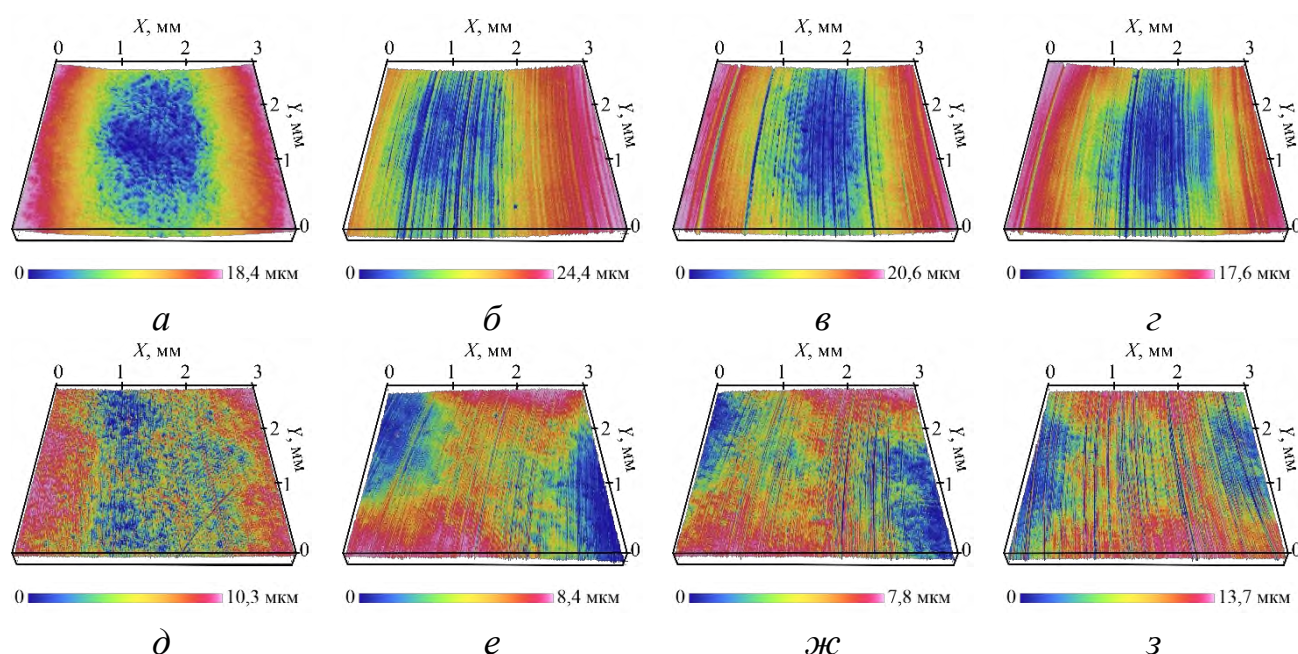 X, мм X, мм X, мм X, мм
0 1 2 3 0 1 2 3 0 1 2 3 0 1 2 3
2 2 2 2
Y, мм Y, мм Y, мм Y, мм
1 1 1 1
0 0 0 0
0 18,4 мкм 0 24,4 мкм 0 20,6 мкм 0 17,6 мкм
а б в г
X, мм X, мм X, мм X, мм
0 1 2 3 0 1 2 3 0 1 2 3 0 1 2 3
2 2 2 2
Y, мм Y, мм Y, мм Y, мм
1 1 1 1
0 0 0 0
0 10,3 мкм 0 8,4 мкм 0 7,8 мкм 0 13,7 мкм
д е ж з